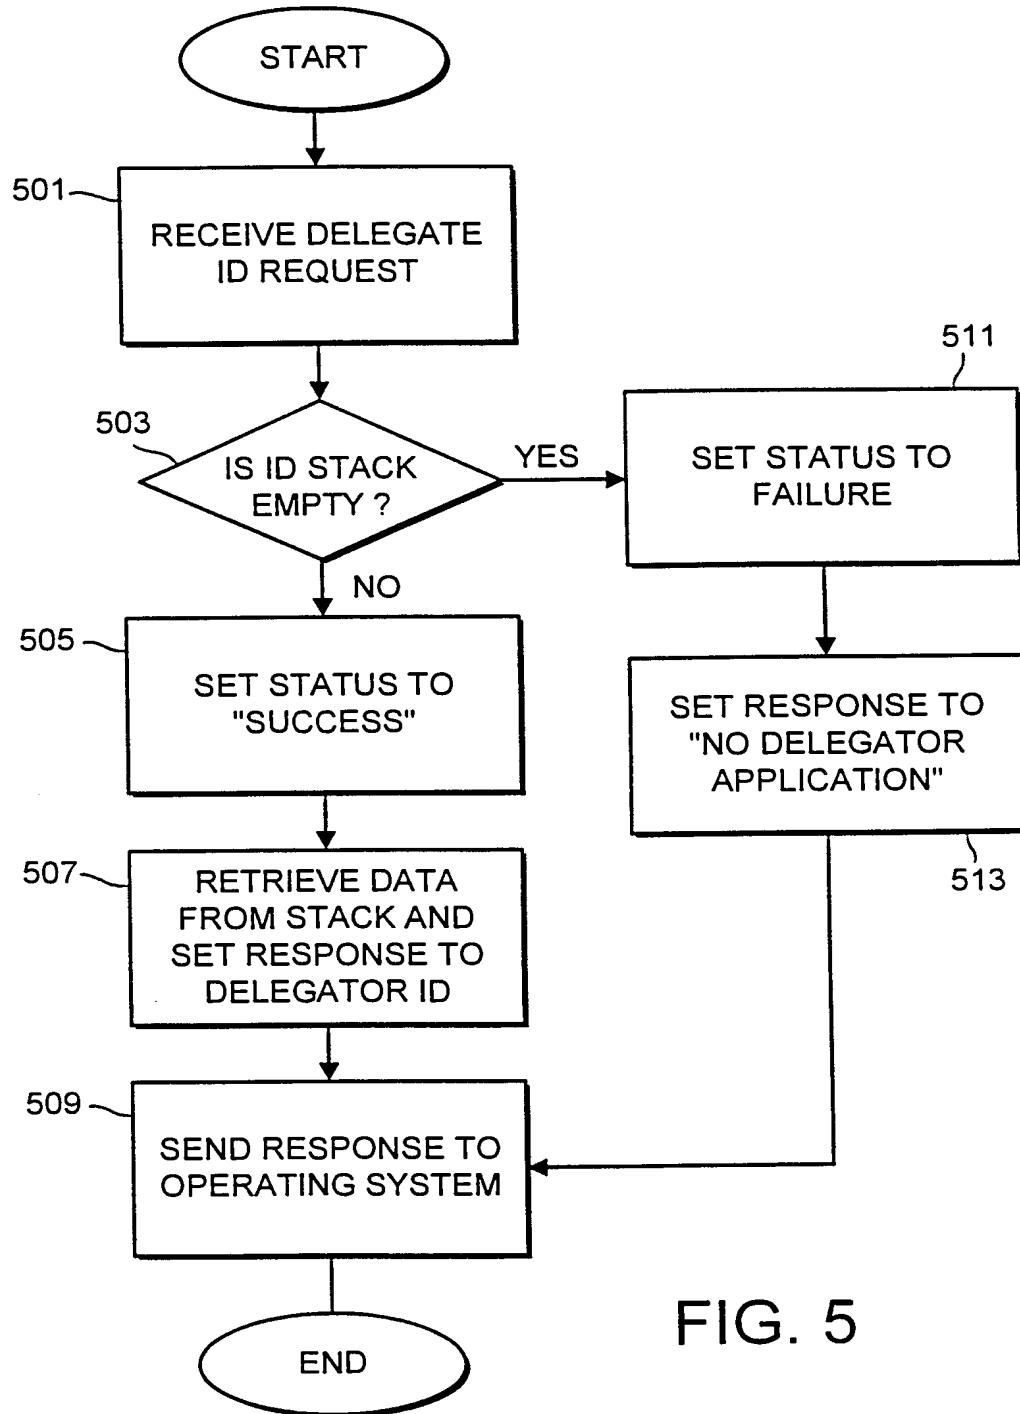 START
501
RECEIVE DELEGATE
ID REQUEST
503
IS ID STACK
EMPTY ?
YES
NO
511
SET STATUS TO
FAILURE
505
SET STATUS TO
"SUCCESS"
SET RESPONSE TO
"NO DELEGATOR
APPLICATION"
513
507
RETRIEVE DATA
FROM STACK AND
SET RESPONSE TO
DELEGATOR ID
509
SEND RESPONSE TO
OPERATING SYSTEM
END
FIG. 5